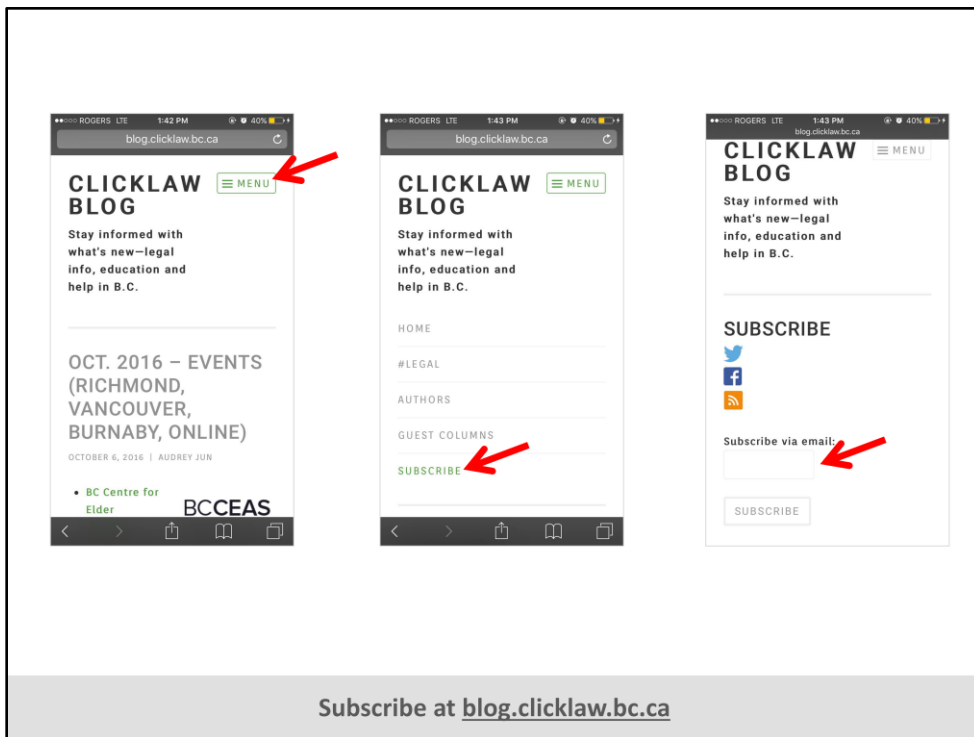 ROGERS LTE 1:42 PM 40%
blog.clicklaw.bc.ca
CLICKLAW
BLOG
MENU
Stay informed with
what's new—legal
info, education and
help in B.C.
OCT. 2016 – EVENTS
(RICHMOND,
VANCOUVER,
BURNABY, ONLINE)
OCTOBER 6, 2016 | AUDREY JUN
• BC Centre for
Elder
BCCEAS
ROGERS LTE 1:43 PM 40%
blog.clicklaw.bc.ca
CLICKLAW
BLOG
MENU
Stay informed with
what's new—legal
info, education and
help in B.C.
HOME
#LEGAL
AUTHORS
GUEST COLUMNS
SUBSCRIBE
ROGERS LTE 1:43 PM 40%
blog.clicklaw.bc.ca
CLICKLAW
BLOG
MENU
Stay informed with
what's new—legal
info, education and
help in B.C.
SUBSCRIBE
Subscribe via email:
SUBSCRIBE
Subscribe at blog.clicklaw.bc.ca